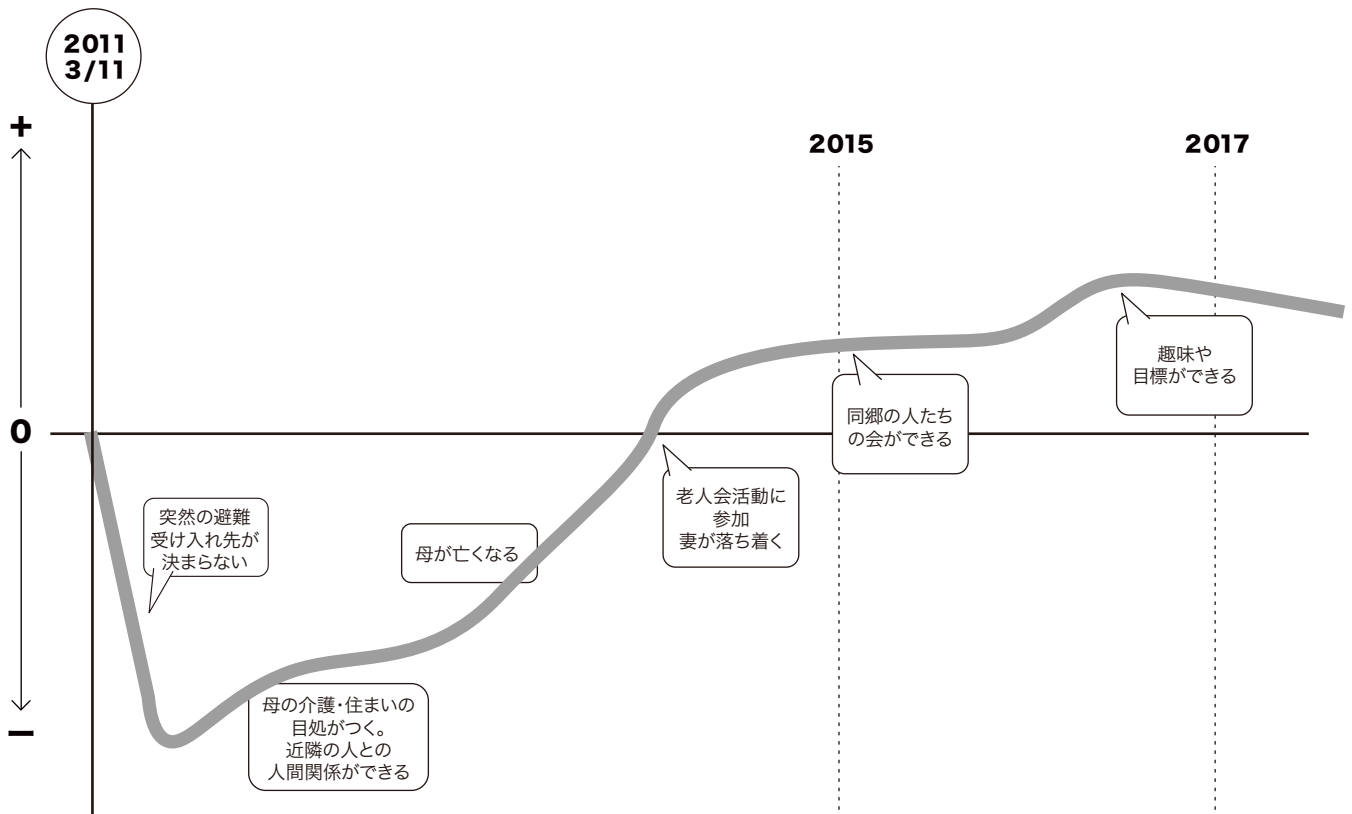 2011
3/11
+
2015
2017
趣味や
目標ができる
同郷の人たち
の会ができる
0
老人会活動に
参加
妻が落ち着く
突然の避難
受け入れ先が
決まらない
母が亡くなる
母の介護・住まいの
目処がつく。
近隣の人との
人間関係ができる
−